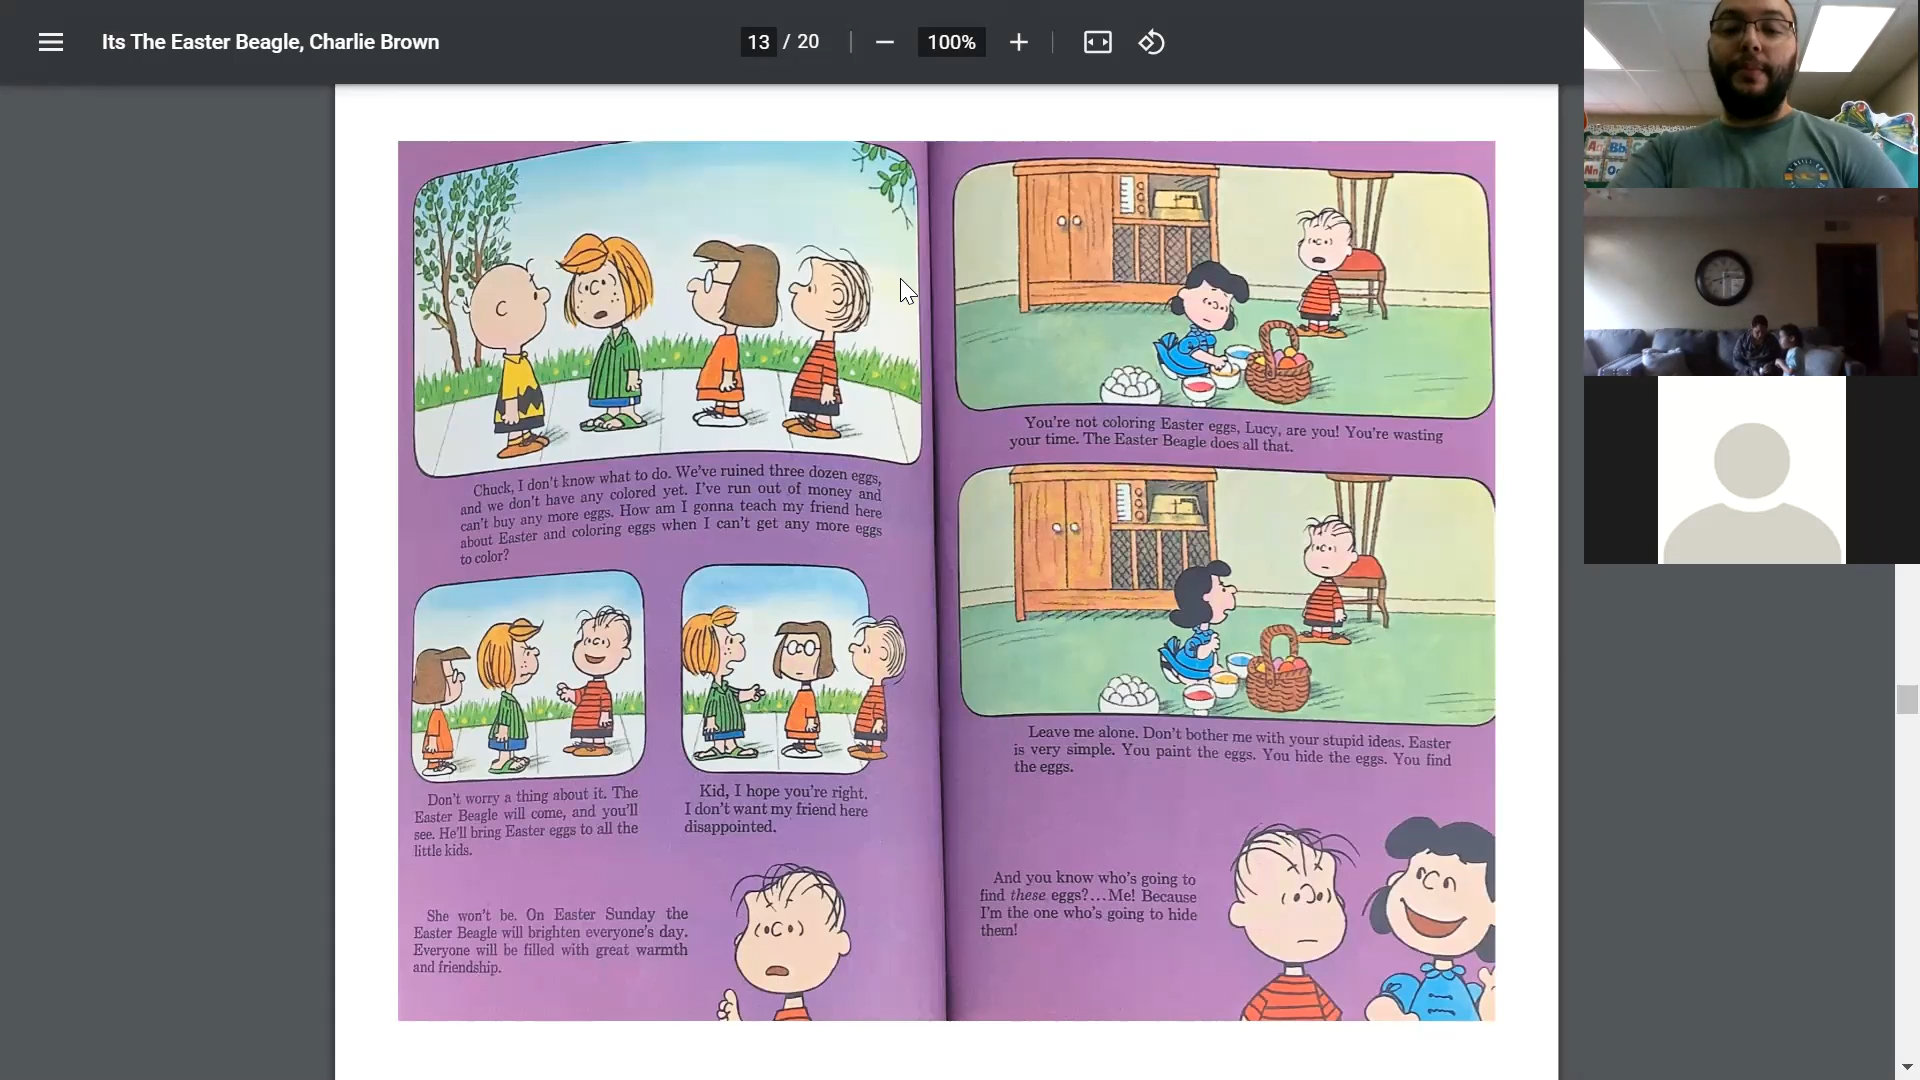 Its The Easter Beagle, Charlie Brown
13 / 20
100%
Chuck, I don't know what to do. We've ruined three dozen eggs,
and we don't have any colored yet. I've run out of money and
can't buy any more eggs. How am I gonna teach my friend here
about Easter and coloring eggs when I can't get any more eggs
to color?
Don't worry a thing about it. The
Easter Beagle will come, and you'll
see. He'll bring Easter eggs to all the
little kids.
Kid, I hope you're right.
I don't want my friend here
disappointed.
She won't be. On Easter Sunday the
Easter Beagle will brighten everyone's day.
Everyone will be filled with great warmth
and friendship.
You're not coloring Easter eggs, Lucy, are you! You're wasting
your time. The Easter Beagle does all that.
Leave me alone. Don't bother me with your stupid ideas. Easter
is very simple. You paint the eggs. You hide the eggs. You find
the eggs.
And you know who's going to
find these eggs?...Me! Because
I'm the one who's going to hide
them!
Bb
Nn